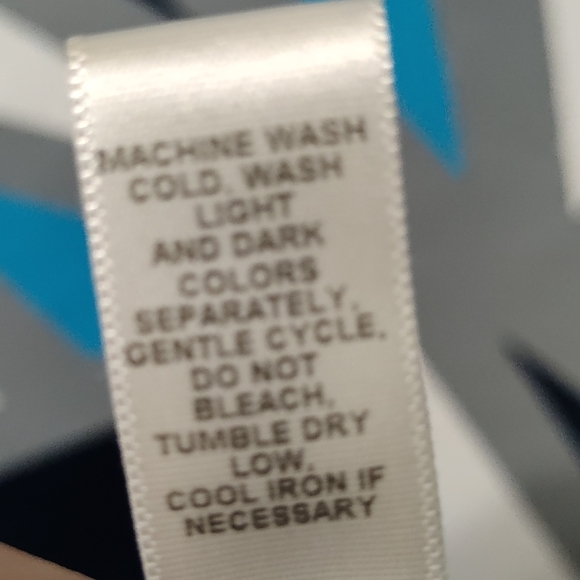 MACHINE WASH
COLD. WASH
LIGHT
AND DARK
COLORS
SEPARATELY.
GENTLE CYCLE.
DO NOT
BLEACH.
TUMBLE DRY
LOW.
COOL IRON IF
NECESSARY